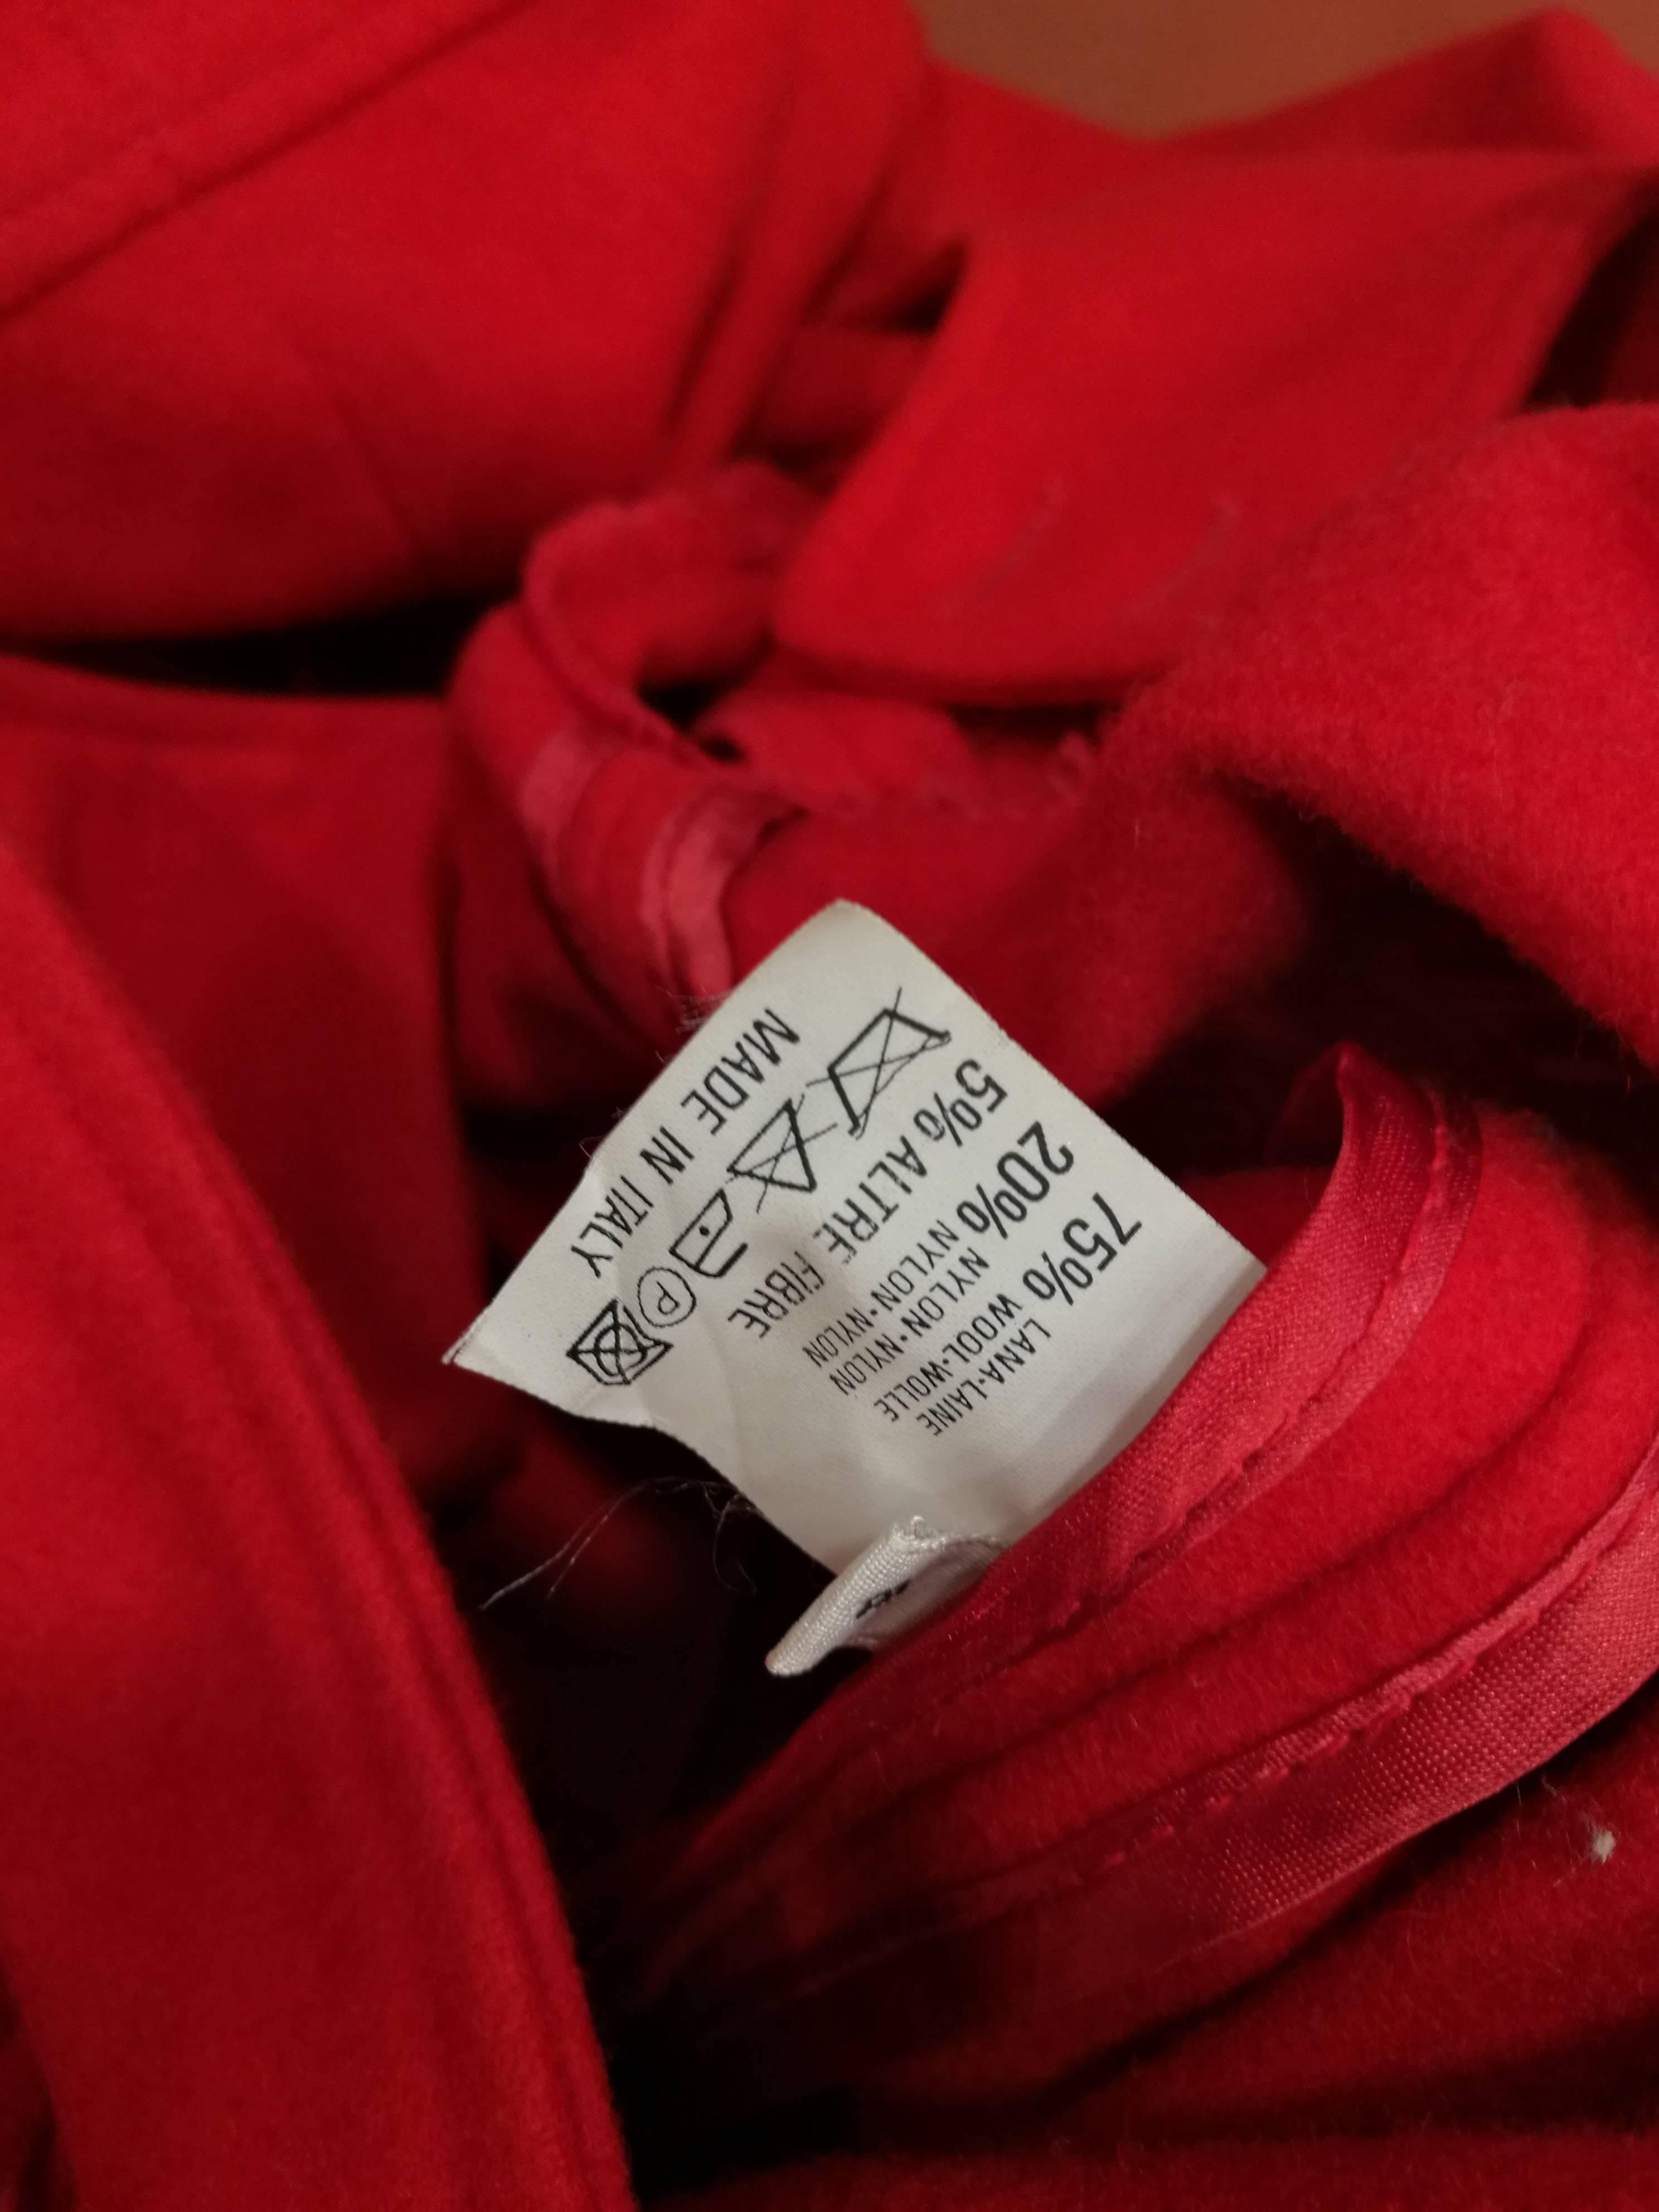 75% LANA·LAINE
WOOL·WOLLE
20% NYLON·NYLON
NYLON·NYLON
5% ALTRE FIBRE
P
MADE IN ITALY